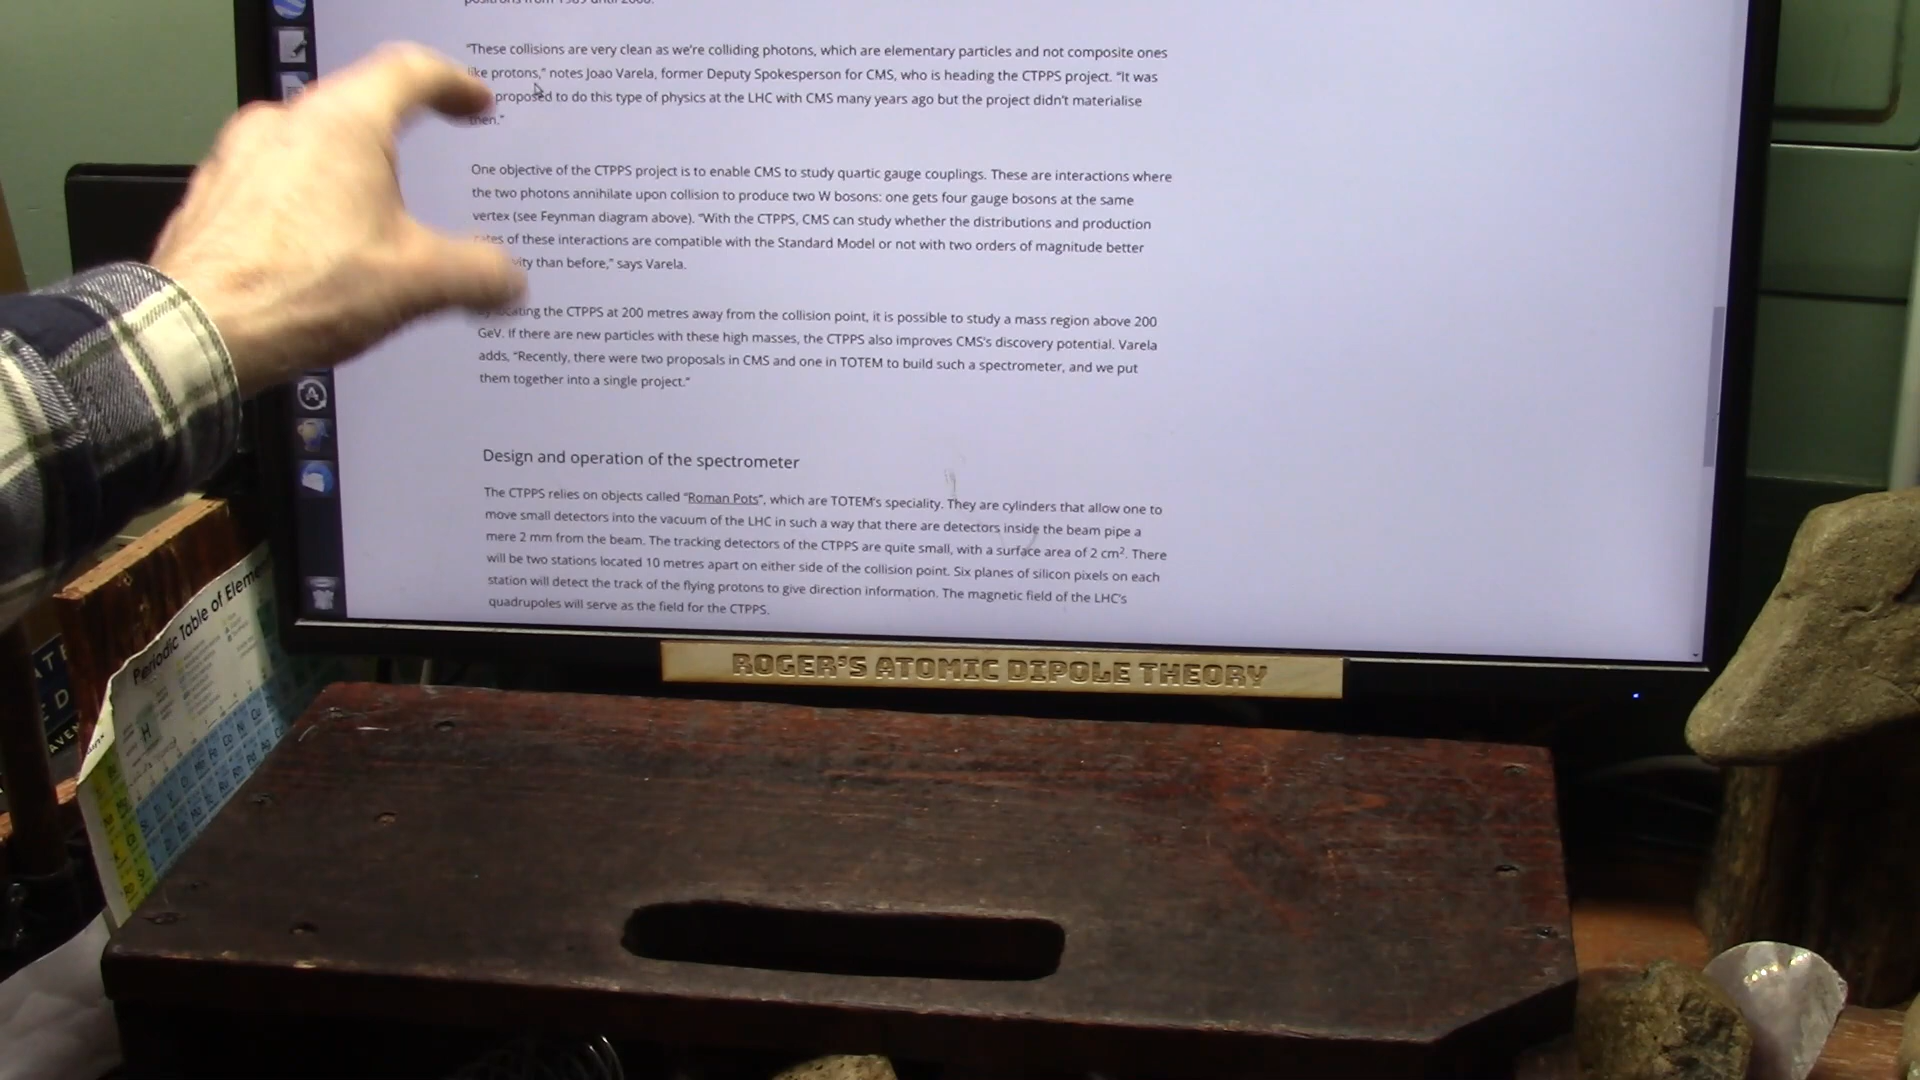 positrons from 1989 until 2000.
"These collisions are very clean as we're colliding photons, which are elementary particles and not composite ones
like protons," notes Joao Varela, former Deputy Spokesperson for CMS, who is heading the CTPPS project. "It was
proposed to do this type of physics at the LHC with CMS many years ago but the project didn't materialise
then."
One objective of the CTPPS project is to enable CMS to study quartic gauge couplings. These are interactions where
the two photons annihilate upon collision to produce two W bosons: one gets four gauge bosons at the same
vertex (see Feynman diagram above). "With the CTPPS, CMS can study whether the distributions and production
of these interactions are compatible with the Standard Model or not with two orders of magnitude better
than before," says Varela.
the CTPPS at 200 metres away from the collision point, it is possible to study a mass region above 200
GeV. If there are new particles with these high masses, the CTPPS also improves CMS's discovery potential. Varela
adds, "Recently, there were two proposals in CMS and one in TOTEM to build such a spectrometer, and we put
them together into a single project."
Design and operation of the spectrometer
The CTPPS relies on objects called "Roman Pots", which are TOTEM's speciality. They are cylinders that allow one to
move small detectors into the vacuum of the LHC in such a way that there are detectors inside the beam pipe a
mere 2 mm from the beam. The tracking detectors of the CTPPS are quite small, with a surface area of 2 cm². There
will be two stations located 10 metres apart on either side of the collision point. Six planes of silicon pixels on each
station will detect the track of the flying protons to give direction information. The magnetic field of the LHC's
quadrupoles will serve as the field for the CTPPS.
ROGER'S ATOMIC DIPOLE THEORY
Periodic Table of
H